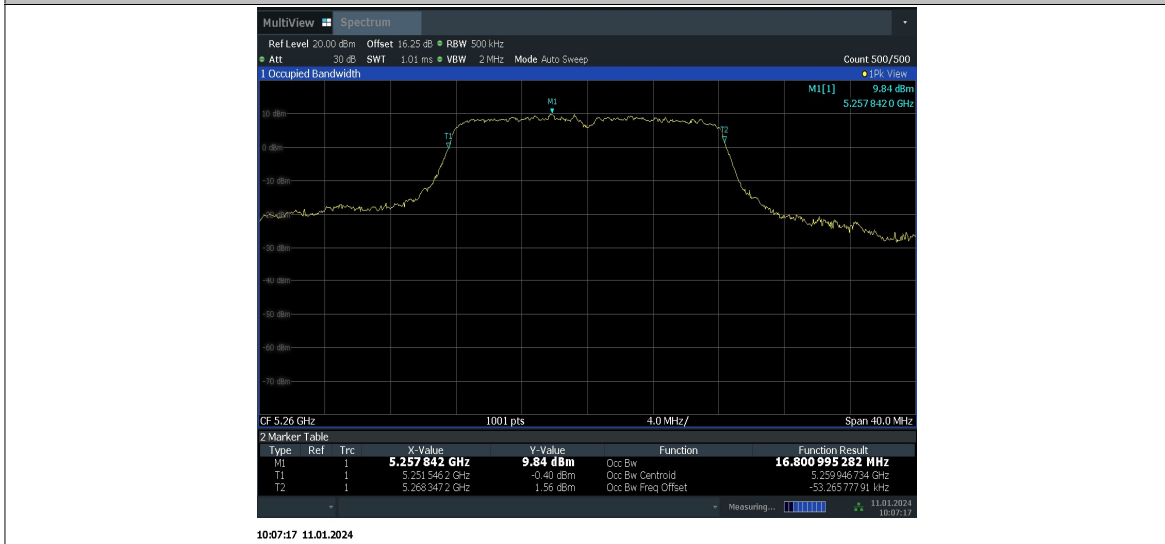 MultiView Spectrum
Ref Level 20.00 dBm Offset 16.25 dB RBW 500 kHz
Att 30 dB SWT 1.01 ms VBW 2 MHz Mode Auto Sweep Count 500/500
1 Occupied Bandwidth 1Pk View
M1[1] 9.84 dBm
5.257 842 0 GHz
M1
10 dBm
T1
T2
0 dBm
-10 dBm
-20 dBm
-30 dBm
-40 dBm
-50 dBm
-60 dBm
-70 dBm
CF 5.26 GHz 1001 pts 4.0 MHz/ Span 40.0 MHz
2 Marker Table
Type Ref Trc X-Value Y-Value Function Function Result
M1 1 5.257 842 GHz 9.84 dBm Occ Bw 16.800 995 282 MHz
T1 1 5.251 546 2 GHz -0.40 dBm Occ Bw Centroid 5.259 946 734 GHz
T2 1 5.268 347 2 GHz 1.56 dBm Occ Bw Freq Offset -53.265 777 91 kHz
Measuring... 11.01.2024
10:07:17
10:07:17 11.01.2024